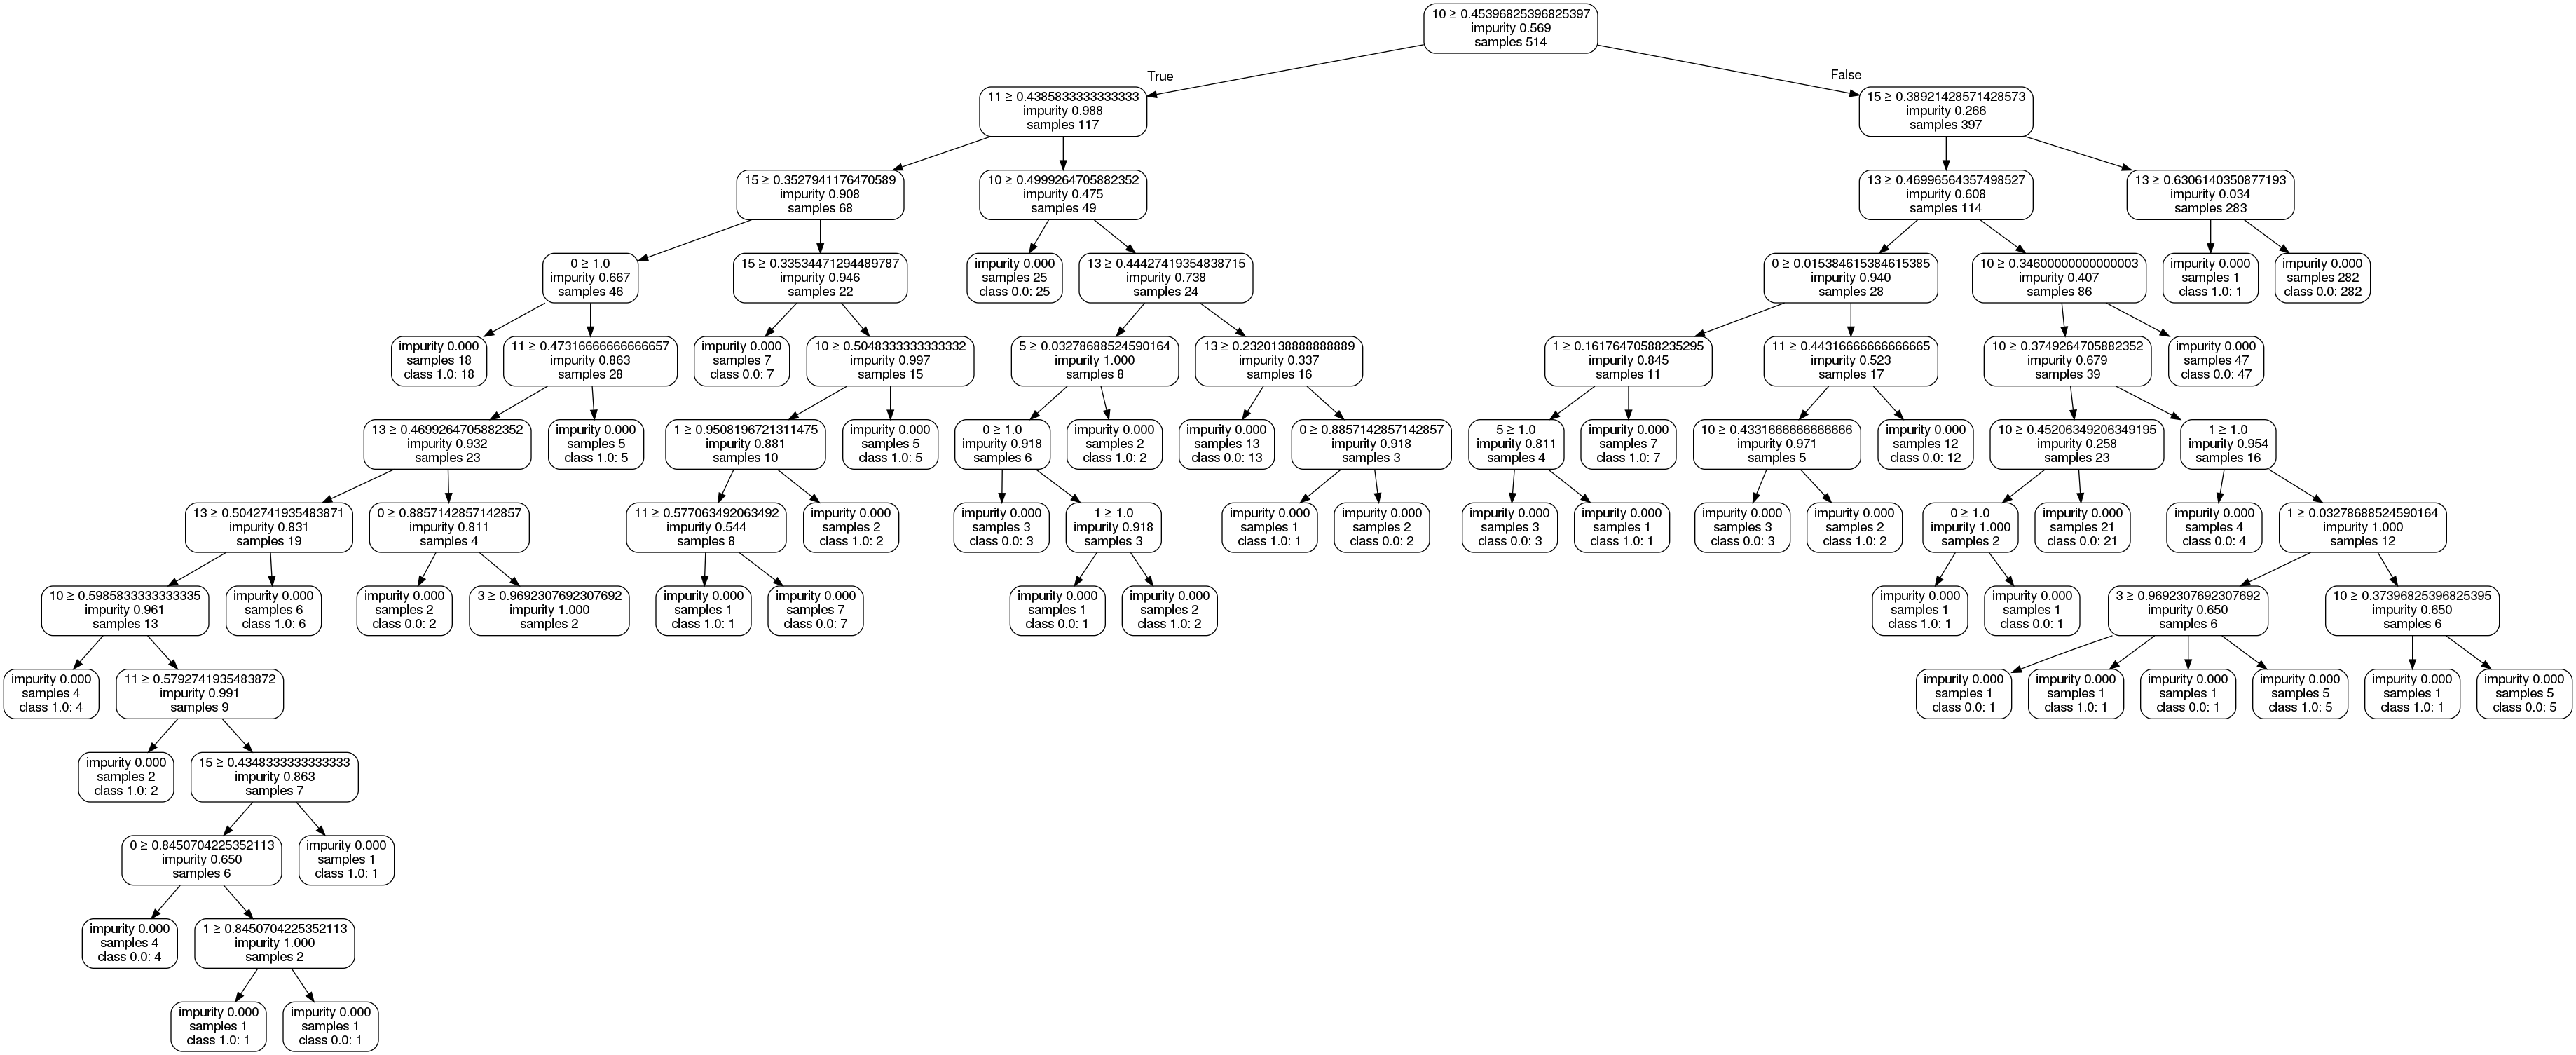 10 ≥ 0.45396825396825397
impurity 0.569
samples 514
True
False
11 ≥ 0.4385833333333333
impurity 0.988
samples 117
15 ≥ 0.38921428571428573
impurity 0.266
samples 397
15 ≥ 0.3527941176470589
impurity 0.908
samples 68
10 ≥ 0.4999264705882352
impurity 0.475
samples 49
13 ≥ 0.46996564357498527
impurity 0.608
samples 114
13 ≥ 0.6306140350877193
impurity 0.034
samples 283
0 ≥ 1.0
impurity 0.667
samples 46
15 ≥ 0.33534471294489787
impurity 0.946
samples 22
impurity 0.000
samples 25
class 0.0: 25
13 ≥ 0.44427419354838715
impurity 0.738
samples 24
0 ≥ 0.015384615384615385
impurity 0.940
samples 28
10 ≥ 0.34600000000000003
impurity 0.407
samples 86
impurity 0.000
samples 1
class 1.0: 1
impurity 0.000
samples 282
class 0.0: 282
impurity 0.000
samples 18
class 1.0: 18
11 ≥ 0.47316666666666657
impurity 0.863
samples 28
impurity 0.000
samples 7
class 0.0: 7
10 ≥ 0.5048333333333332
impurity 0.997
samples 15
5 ≥ 0.03278688524590164
impurity 1.000
samples 8
13 ≥ 0.2320138888888889
impurity 0.337
samples 16
1 ≥ 0.16176470588235295
impurity 0.845
samples 11
11 ≥ 0.44316666666666665
impurity 0.523
samples 17
10 ≥ 0.3749264705882352
impurity 0.679
samples 39
impurity 0.000
samples 47
class 0.0: 47
13 ≥ 0.4699264705882352
impurity 0.932
samples 23
impurity 0.000
samples 5
class 1.0: 5
1 ≥ 0.9508196721311475
impurity 0.881
samples 10
impurity 0.000
samples 5
class 1.0: 5
0 ≥ 1.0
impurity 0.918
samples 6
impurity 0.000
samples 2
class 1.0: 2
impurity 0.000
samples 13
class 0.0: 13
0 ≥ 0.8857142857142857
impurity 0.918
samples 3
5 ≥ 1.0
impurity 0.811
samples 4
impurity 0.000
samples 7
class 1.0: 7
10 ≥ 0.4331666666666666
impurity 0.971
samples 5
impurity 0.000
samples 12
class 0.0: 12
10 ≥ 0.45206349206349195
impurity 0.258
samples 23
1 ≥ 1.0
impurity 0.954
samples 16
13 ≥ 0.5042741935483871
impurity 0.831
samples 19
0 ≥ 0.8857142857142857
impurity 0.811
samples 4
11 ≥ 0.577063492063492
impurity 0.544
samples 8
impurity 0.000
samples 2
class 1.0: 2
impurity 0.000
samples 3
class 0.0: 3
1 ≥ 1.0
impurity 0.918
samples 3
impurity 0.000
samples 1
class 1.0: 1
impurity 0.000
samples 2
class 0.0: 2
impurity 0.000
samples 3
class 0.0: 3
impurity 0.000
samples 1
class 1.0: 1
impurity 0.000
samples 3
class 0.0: 3
impurity 0.000
samples 2
class 1.0: 2
0 ≥ 1.0
impurity 1.000
samples 2
impurity 0.000
samples 21
class 0.0: 21
impurity 0.000
samples 4
class 0.0: 4
1 ≥ 0.03278688524590164
impurity 1.000
samples 12
10 ≥ 0.5985833333333335
impurity 0.961
samples 13
impurity 0.000
samples 6
class 1.0: 6
impurity 0.000
samples 2
class 0.0: 2
3 ≥ 0.9692307692307692
impurity 1.000
samples 2
impurity 0.000
samples 1
class 1.0: 1
impurity 0.000
samples 7
class 0.0: 7
impurity 0.000
samples 1
class 0.0: 1
impurity 0.000
samples 2
class 1.0: 2
impurity 0.000
samples 1
class 1.0: 1
impurity 0.000
samples 1
class 0.0: 1
3 ≥ 0.9692307692307692
impurity 0.650
samples 6
10 ≥ 0.37396825396825395
impurity 0.650
samples 6
impurity 0.000
samples 4
class 1.0: 4
11 ≥ 0.5792741935483872
impurity 0.991
samples 9
impurity 0.000
samples 1
class 0.0: 1
impurity 0.000
samples 1
class 1.0: 1
impurity 0.000
samples 1
class 0.0: 1
impurity 0.000
samples 5
class 1.0: 5
impurity 0.000
samples 1
class 1.0: 1
impurity 0.000
samples 5
class 0.0: 5
impurity 0.000
samples 2
class 1.0: 2
15 ≥ 0.4348333333333333
impurity 0.863
samples 7
0 ≥ 0.8450704225352113
impurity 0.650
samples 6
impurity 0.000
samples 1
class 1.0: 1
impurity 0.000
samples 4
class 0.0: 4
1 ≥ 0.8450704225352113
impurity 1.000
samples 2
impurity 0.000
samples 1
class 1.0: 1
impurity 0.000
samples 1
class 0.0: 1